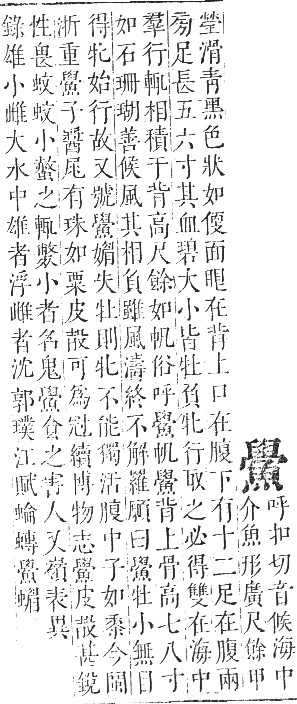 鱟
呼扣切音候海中
介魚形廣尺餘甲
瑩滑青黑色狀如便面眼在背上口在腹下有十二足在腹兩
旁足長五六寸其血碧大小皆牡負牝行取之必得雙在海中
羣行輒相積于背高尺餘如帆俗呼鱟帆鱟背上骨高七八寸
如石珊瑚善候風其相負雖風濤終不解羅願曰鱟牡小無目
得牝始行故又號鱟媚失牡則牝不能獨活腹中子如黍今閩
浙重鱟子醬尾有珠如粟皮殻可為冠續博物志鱟皮殻甚銳
性畏蚊蚊小螫之輒斃小者名鬼鱟食之害人又嶺表異
錄雄小雌大水中雄者浮雌者沈郭璞江賦蜦鱟蝞